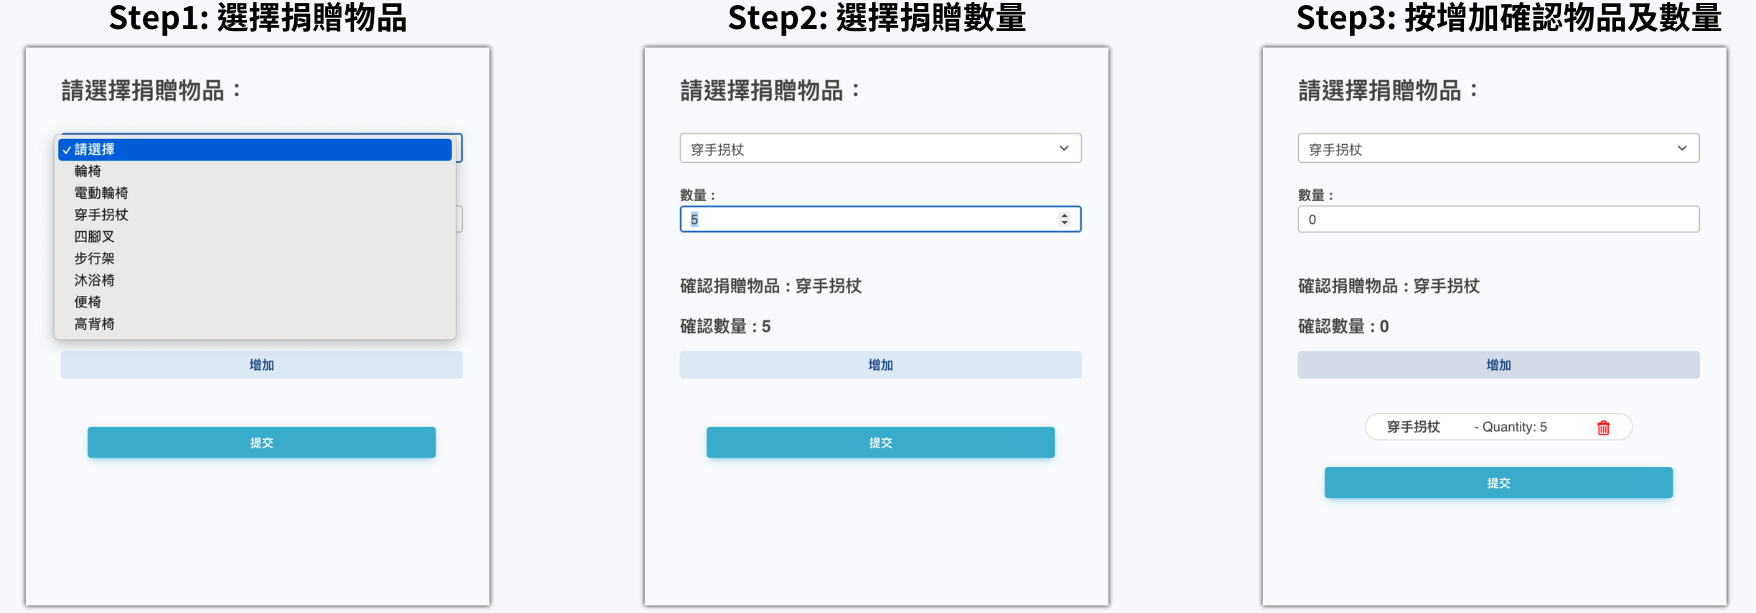 Step1: 選擇捐贈物品
請選擇捐贈物品：
✓請選擇
輪椅
電動輪椅
穿手拐杖
四腳叉
步行架
沐浴椅
便椅
高背椅
增加
提交
Step2: 選擇捐贈數量
請選擇捐贈物品：
穿手拐杖
數量：
5
確認捐贈物品：穿手拐杖
確認數量：5
增加
提交
Step3: 按增加確認物品及數量
請選擇捐贈物品：
穿手拐杖
數量：
0
確認捐贈物品：穿手拐杖
確認數量：0
增加
穿手拐杖 - Quantity: 5
提交